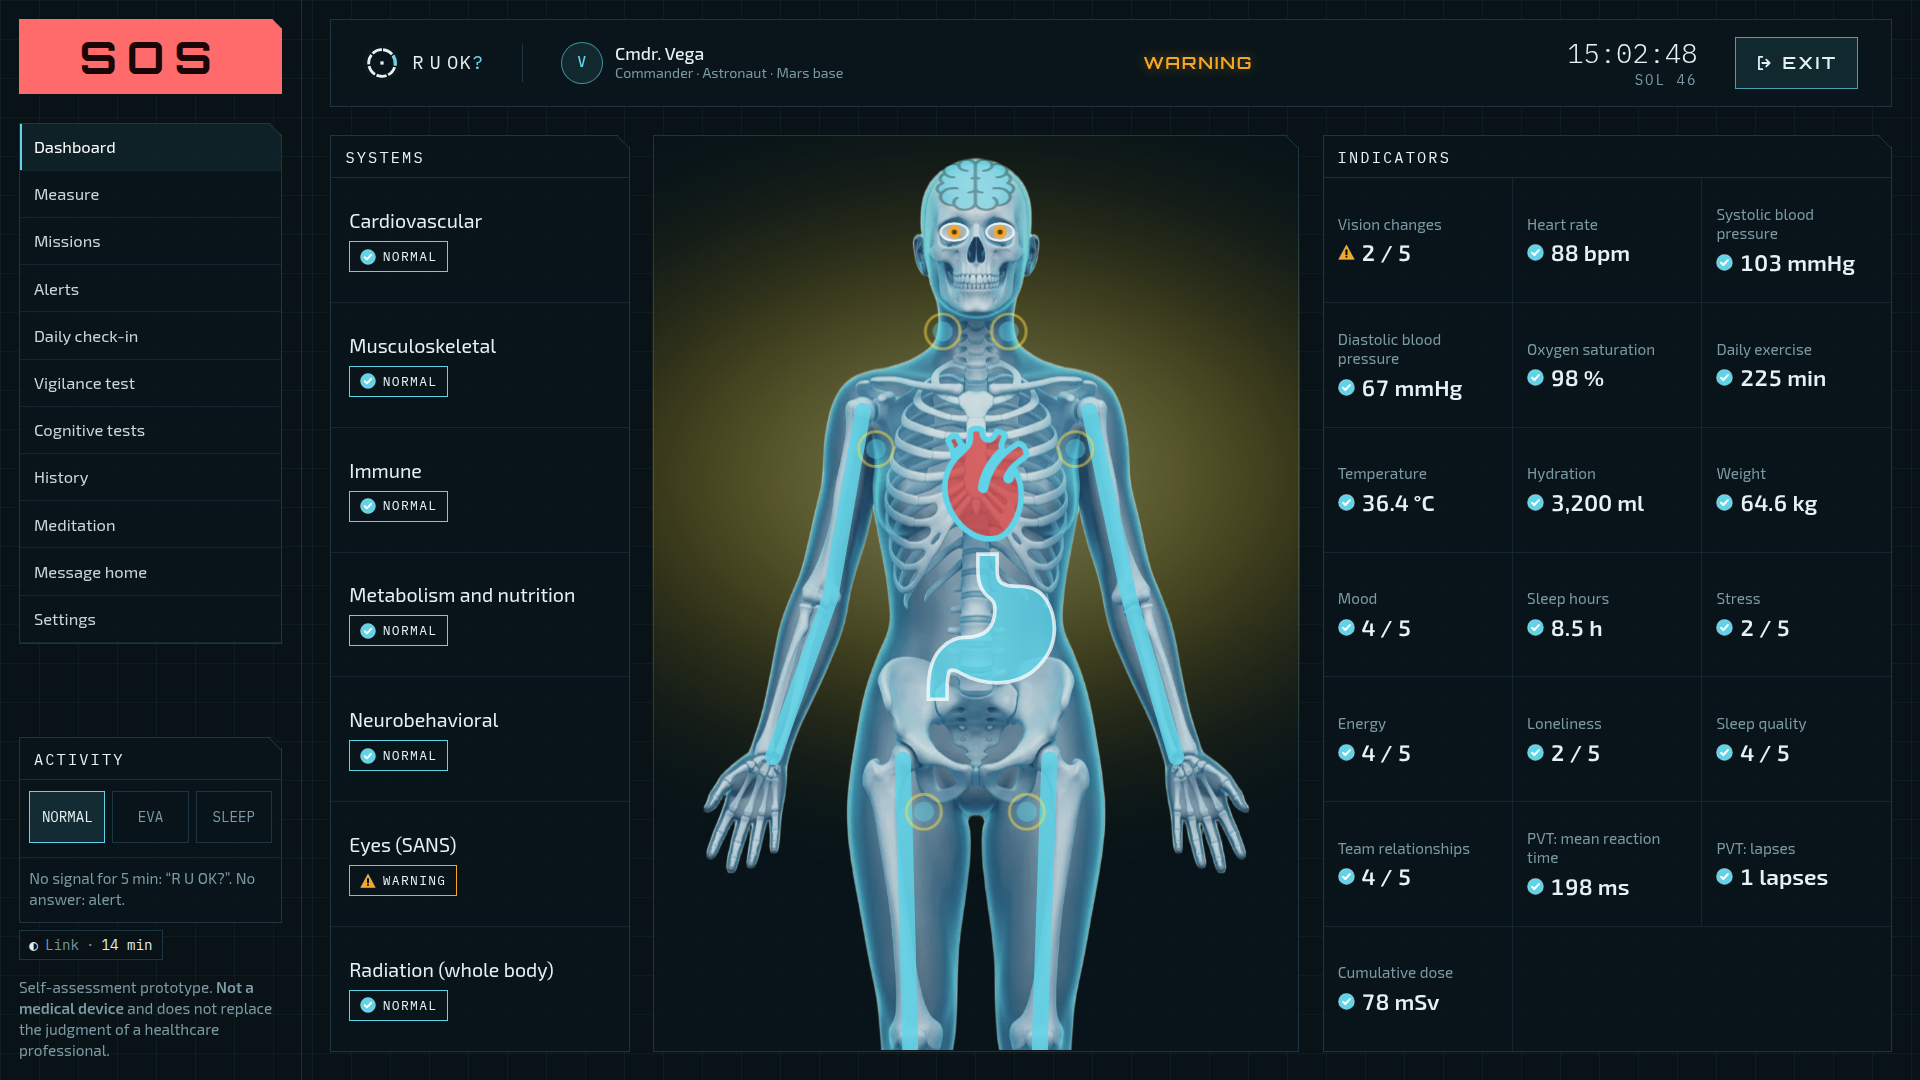 SOS
R U OK?
V
Cmdr. Vega
Commander · Astronaut · Mars base
WARNING
15:02:48
SOL 46
EXIT
Dashboard
Measure
Missions
Alerts
Daily check-in
Vigilance test
Cognitive tests
History
Meditation
Message home
Settings
ACTIVITY
NORMAL
EVA
SLEEP
No signal for 5 min: “R U OK?”. No
answer: alert.
Link · 14 min
Self-assessment prototype. Not a
medical device and does not replace
the judgment of a healthcare
professional.
SYSTEMS
Cardiovascular
NORMAL
Musculoskeletal
NORMAL
Immune
NORMAL
Metabolism and nutrition
NORMAL
Neurobehavioral
NORMAL
Eyes (SANS)
WARNING
Radiation (whole body)
NORMAL
INDICATORS
Vision changes
2 / 5
Heart rate
88 bpm
Systolic blood
pressure
103 mmHg
Diastolic blood
pressure
67 mmHg
Oxygen saturation
98 %
Daily exercise
225 min
Temperature
36.4 °C
Hydration
3,200 ml
Weight
64.6 kg
Mood
4 / 5
Sleep hours
8.5 h
Stress
2 / 5
Energy
4 / 5
Loneliness
2 / 5
Sleep quality
4 / 5
Team relationships
4 / 5
PVT: mean reaction
time
198 ms
PVT: lapses
1 lapses
Cumulative dose
78 mSv